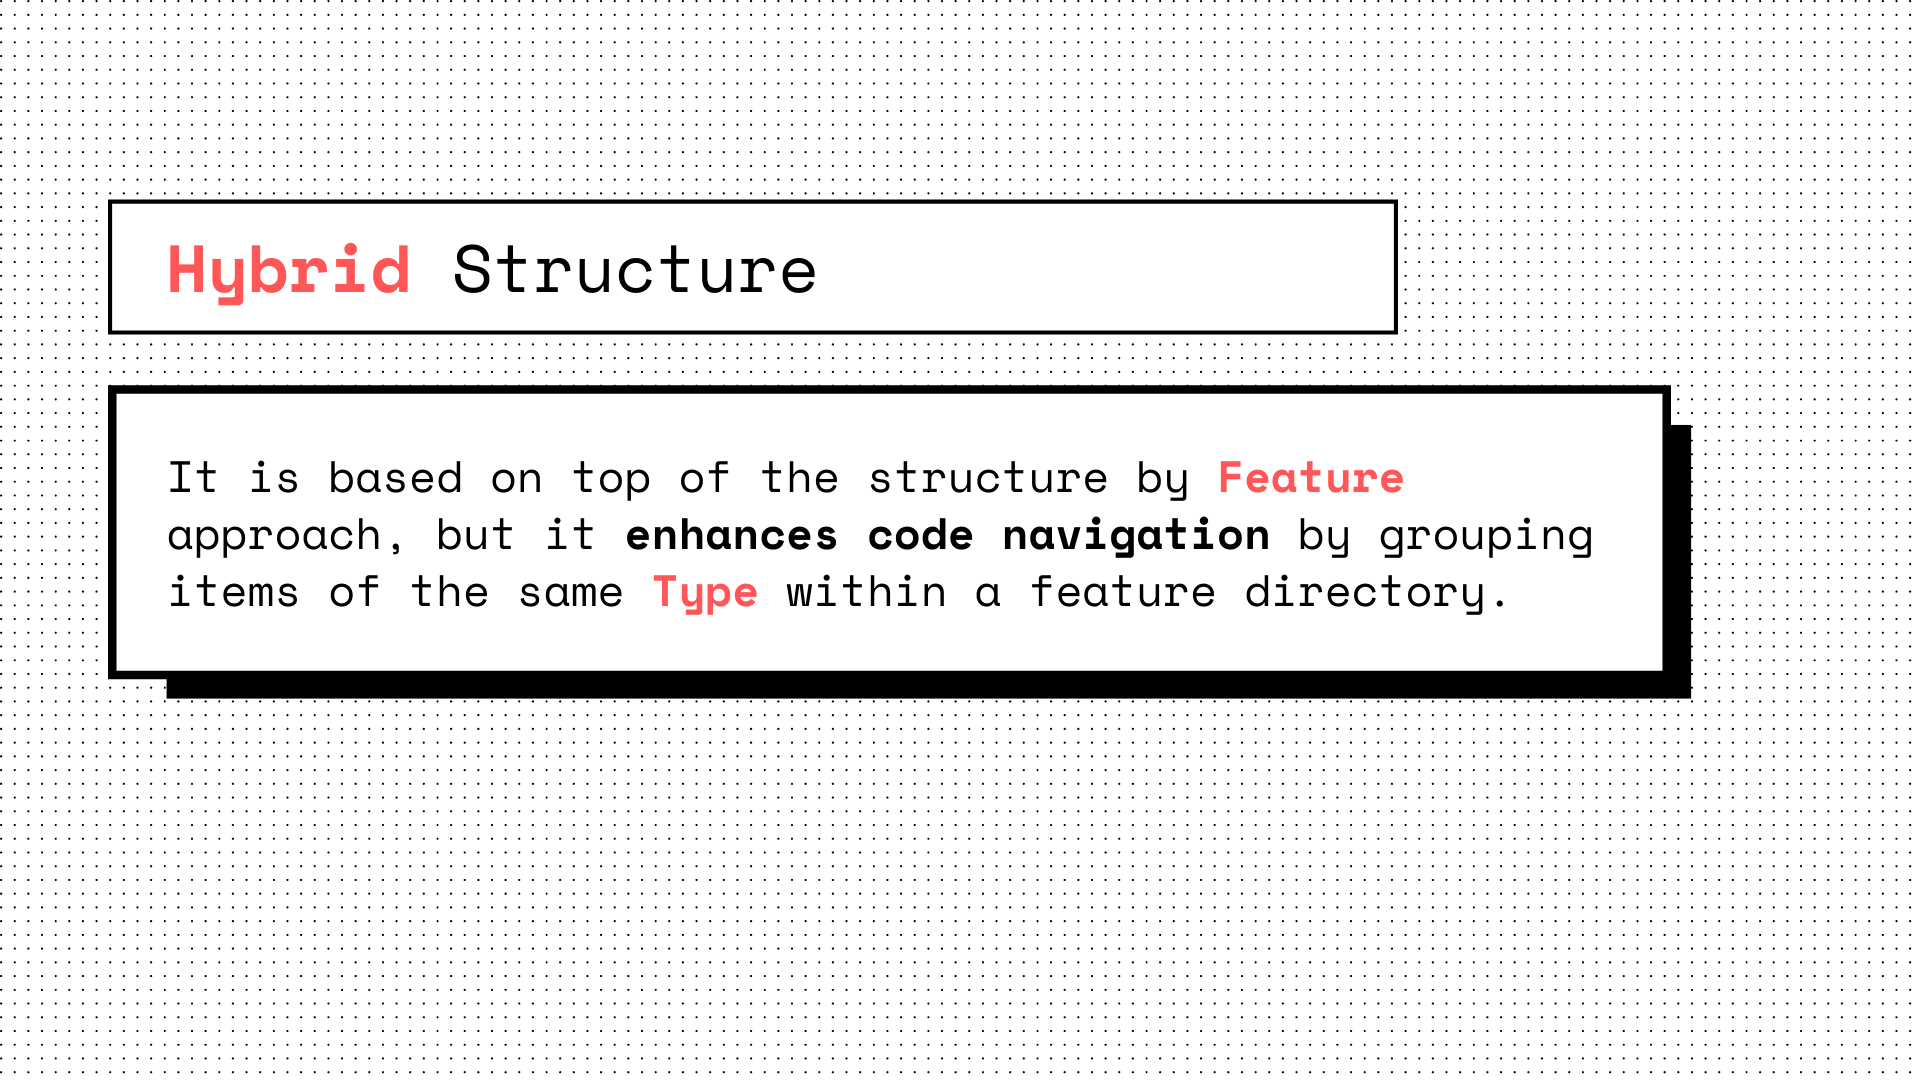 Hybrid Structure
It is based on top of the structure by Feature
approach, but it enhances code navigation by grouping
items of the same Type within a feature directory.